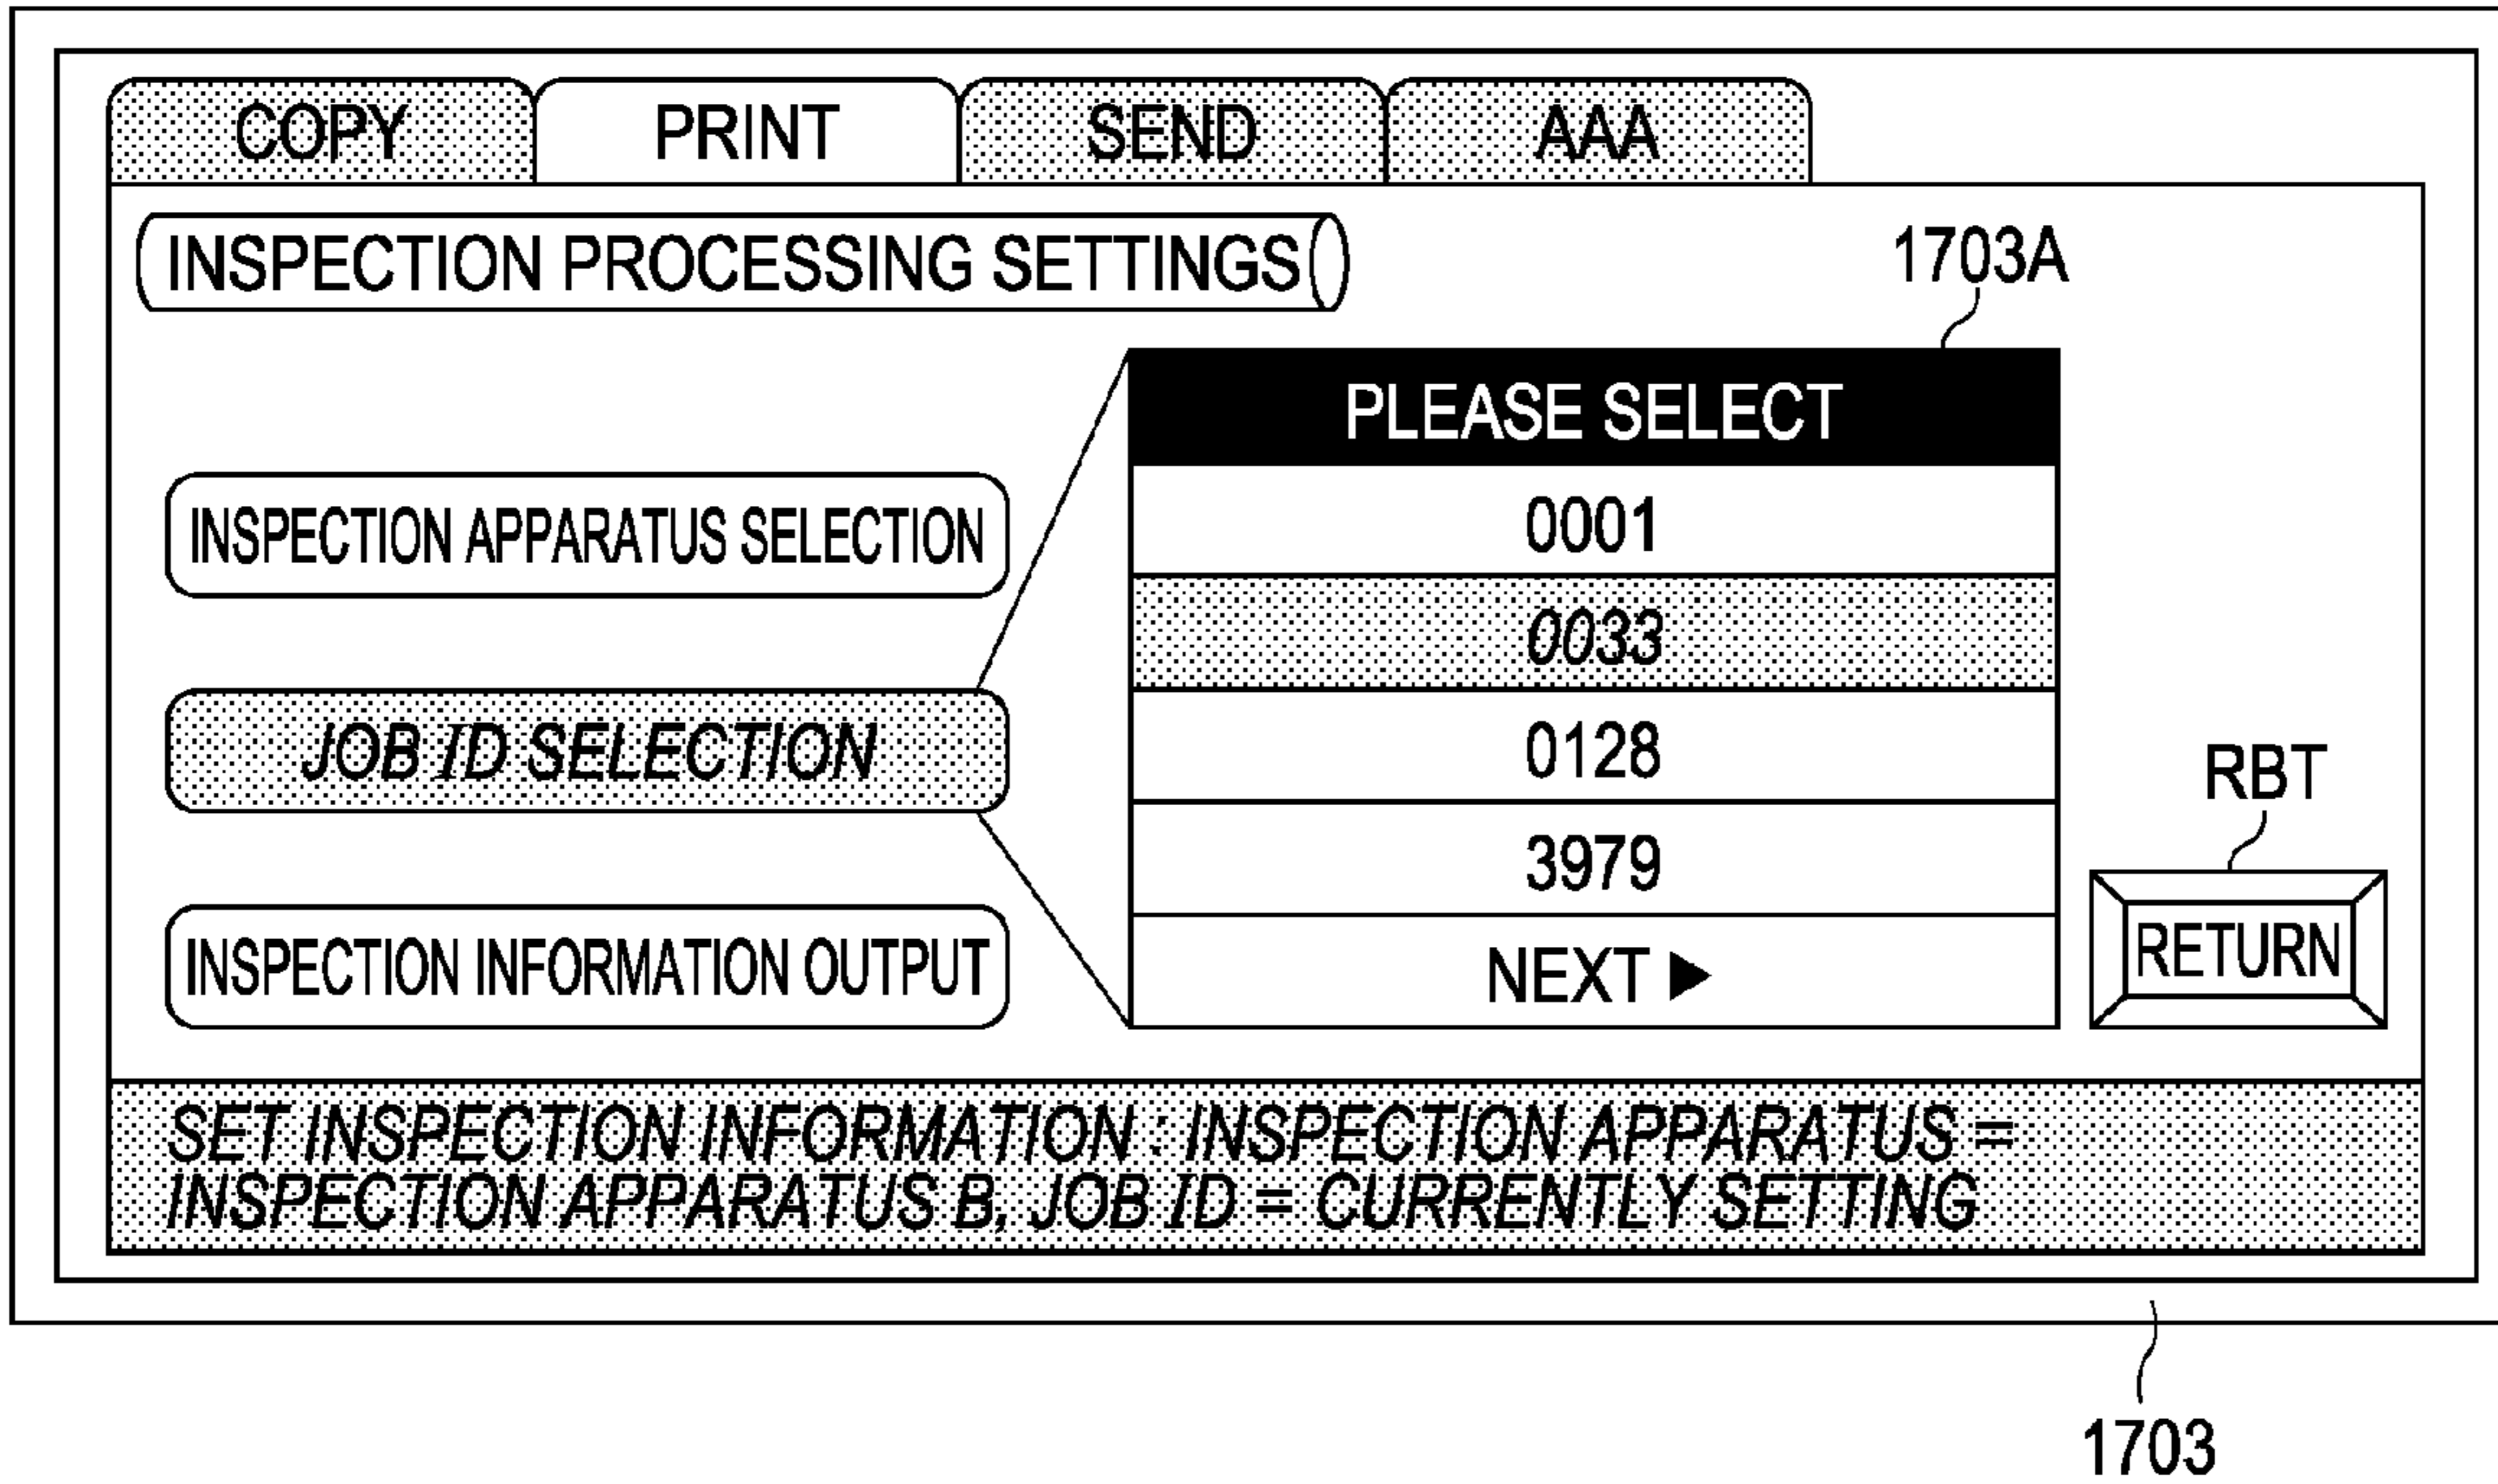 COPY PRINT SEND AAA
INSPECTION PROCESSING SETTINGS
1703A
PLEASE SELECT
INSPECTION APPARATUS SELECTION
0001
0033
JOB ID SELECTION
0128
RBT
3979
INSPECTION INFORMATION OUTPUT
NEXT ▶
RETURN
SET INSPECTION INFORMATION : INSPECTION APPARATUS =
INSPECTION APPARATUS B, JOB ID = CURRENTLY SETTING
1703